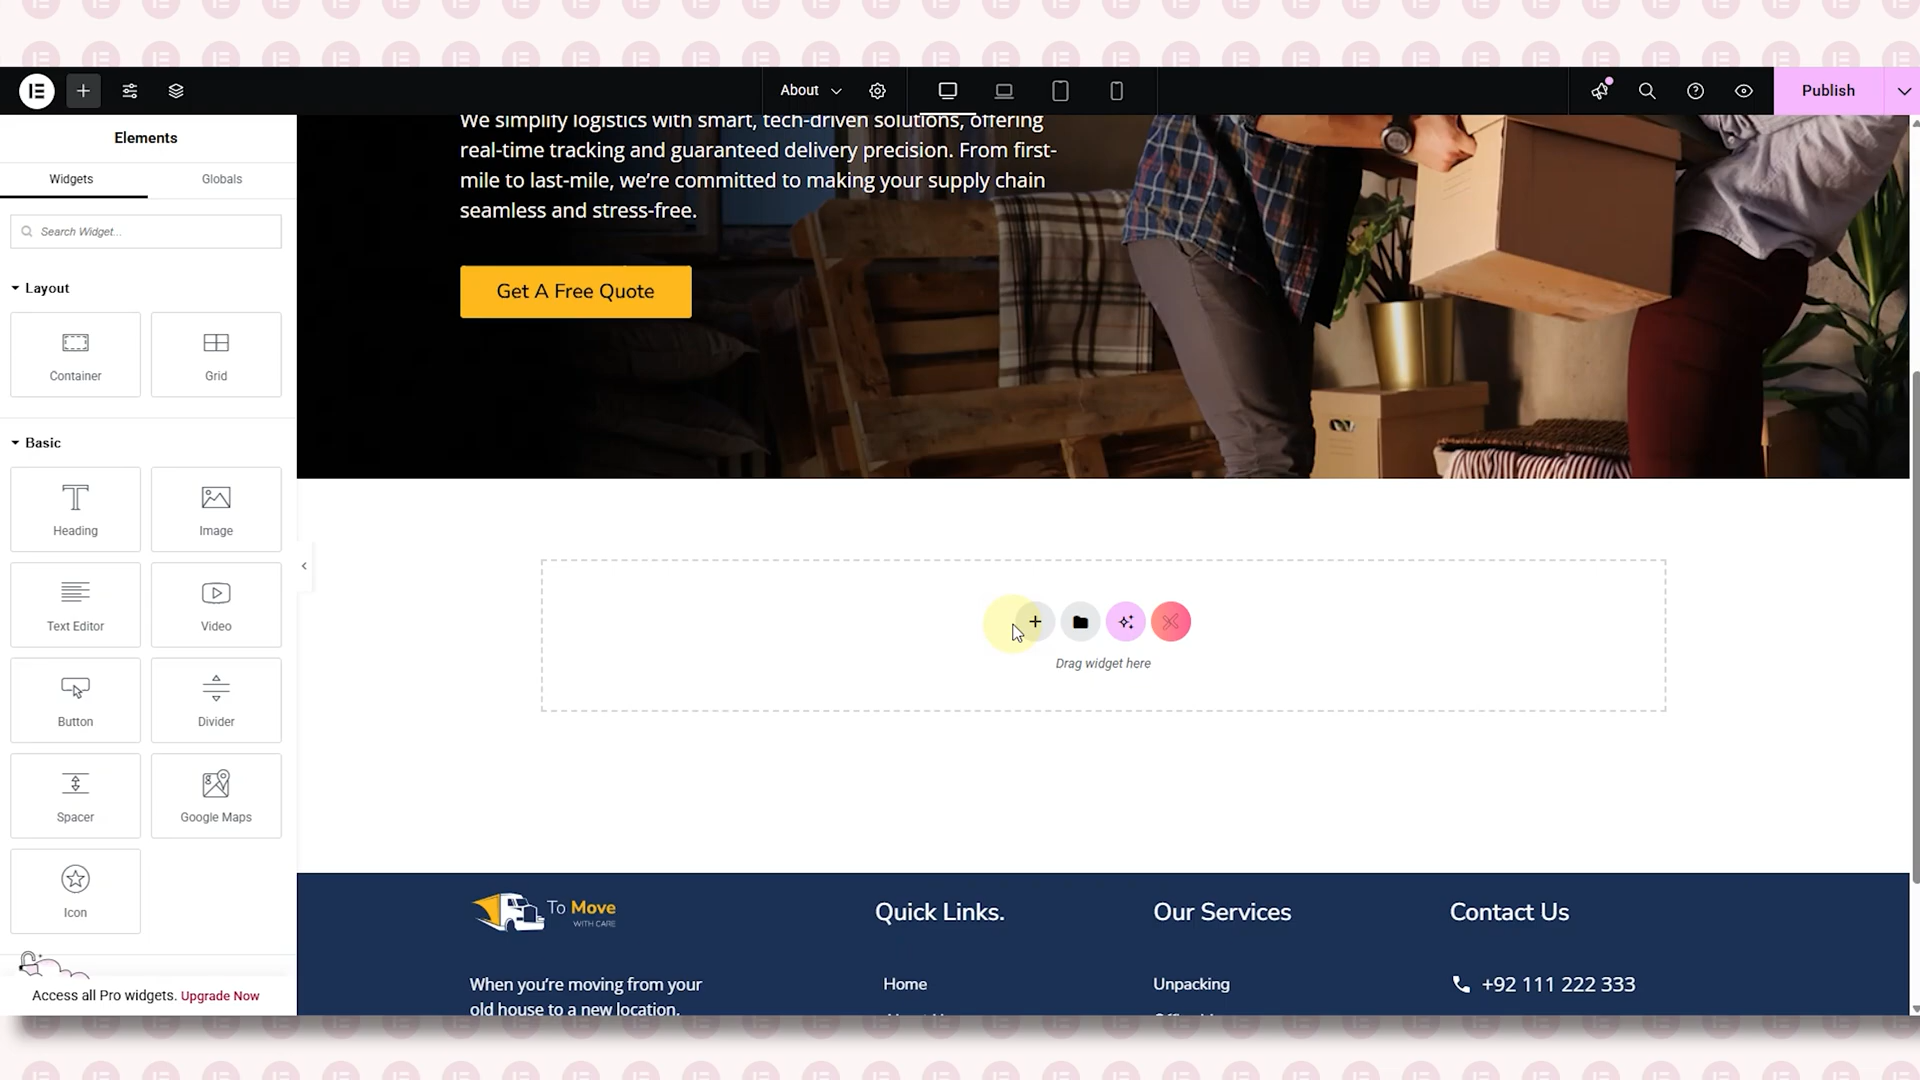 About
Publish
Elements
Widgets
Globals
Search Widget...
Layout
Container
Grid
Basic
Heading
Image
Text Editor
Video
Button
Divider
Spacer
Google Maps
Icon
Access all Pro widgets. Upgrade Now
We simplify logistics with smart, tech-driven solutions, offering
real-time tracking and guaranteed delivery precision. From first-
mile to last-mile, we’re committed to making your supply chain
seamless and stress-free.
Get A Free Quote
Drag widget here
To Move
WITH CARE
When you’re moving from your
old house to a new location,
Quick Links.
Home
Our Services
Unpacking
Contact Us
+92 111 222 333